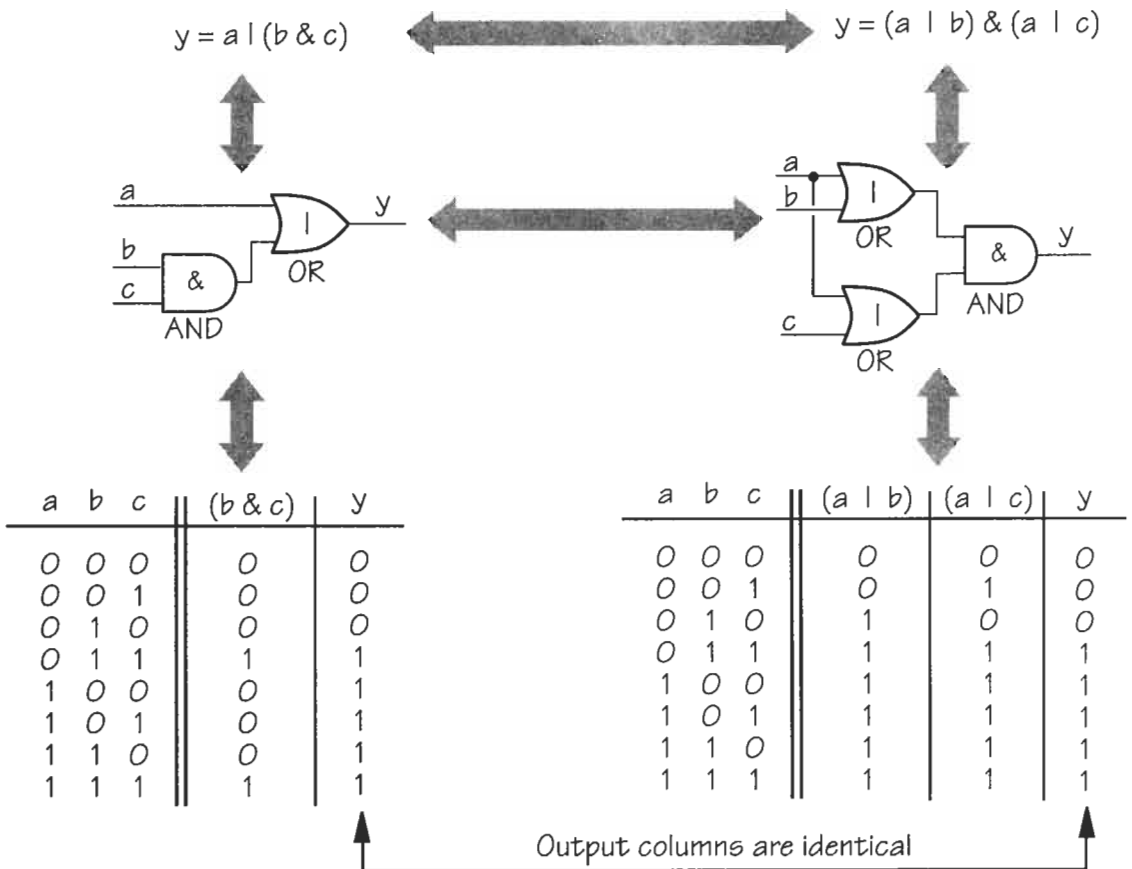 y = a | (b & c)
y = (a | b) & (a | c)
a
b
c
&
AND
|
OR
y
a
b
|
OR
c
|
OR
&
AND
y
a b c (b & c) y
0 0 0 0 0
0 0 1 0 0
0 1 0 0 0
0 1 1 1 1
1 0 0 0 1
1 0 1 0 1
1 1 0 0 1
1 1 1 1 1
a b c (a | b) (a | c) y
0 0 0 0 0 0
0 0 1 0 1 0
0 1 0 1 0 0
0 1 1 1 1 1
1 0 0 1 1 1
1 0 1 1 1 1
1 1 0 1 1 1
1 1 1 1 1 1
Output columns are identical